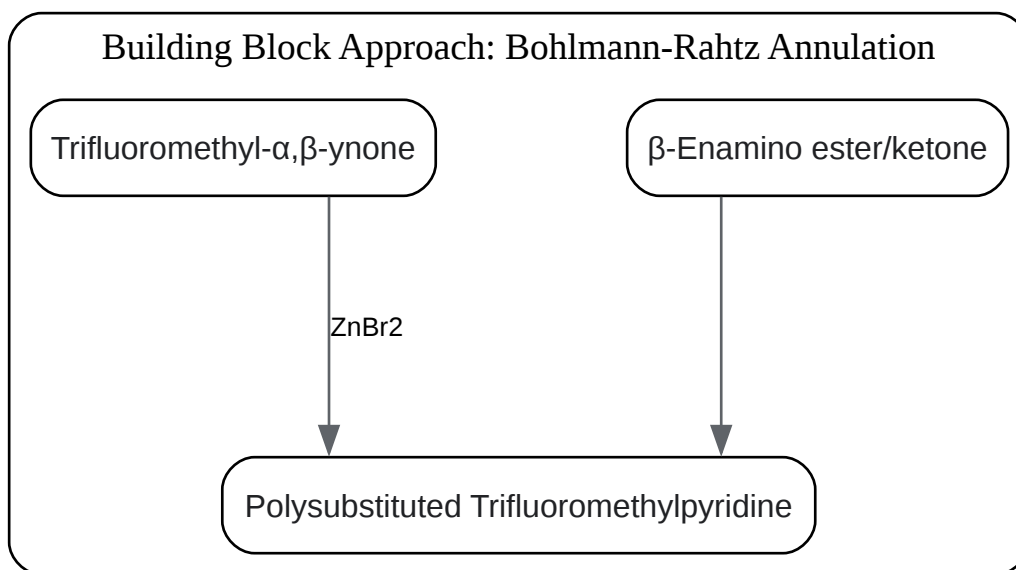 Building Block Approach: Bohlmann-Rahtz Annulation
Trifluoromethyl-α,β-ynone
β-Enamino ester/ketone
ZnBr2
Polysubstituted Trifluoromethylpyridine